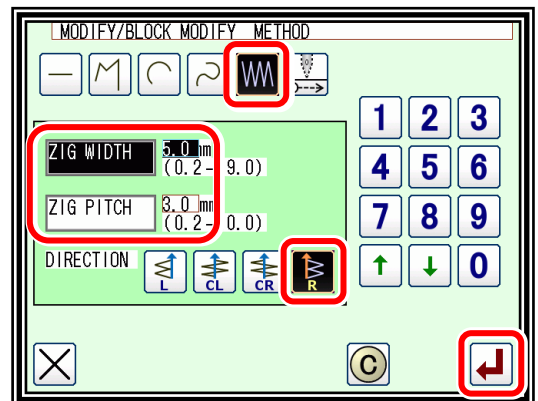 MODIFY/BLOCK MODIFY METHOD
1 2 3
ZIG WIDTH 5.0 mm
(0.2- 9.0)
4 5 6
ZIG PITCH 3.0 mm
(0.2- 0.0)
7 8 9
DIRECTION L CL CR R
↑ ↓ 0
C